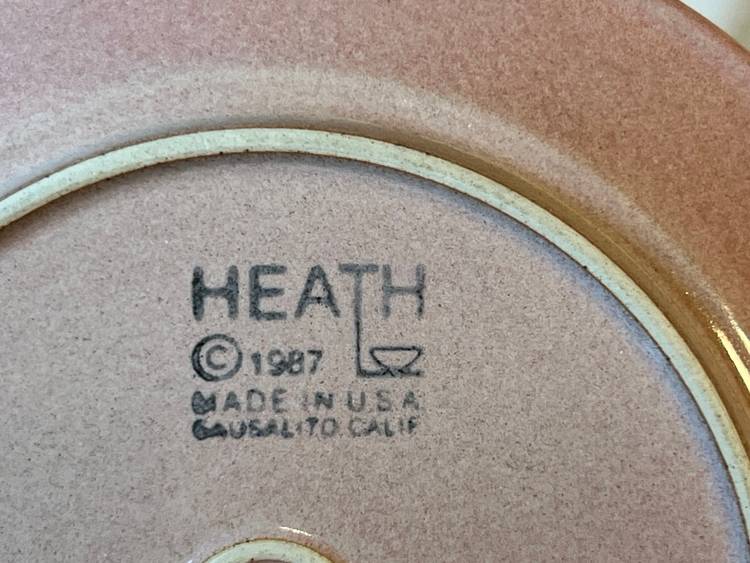 HEATH
© 1987
MADE IN U.S.A.
SAUSALITO. CALIF